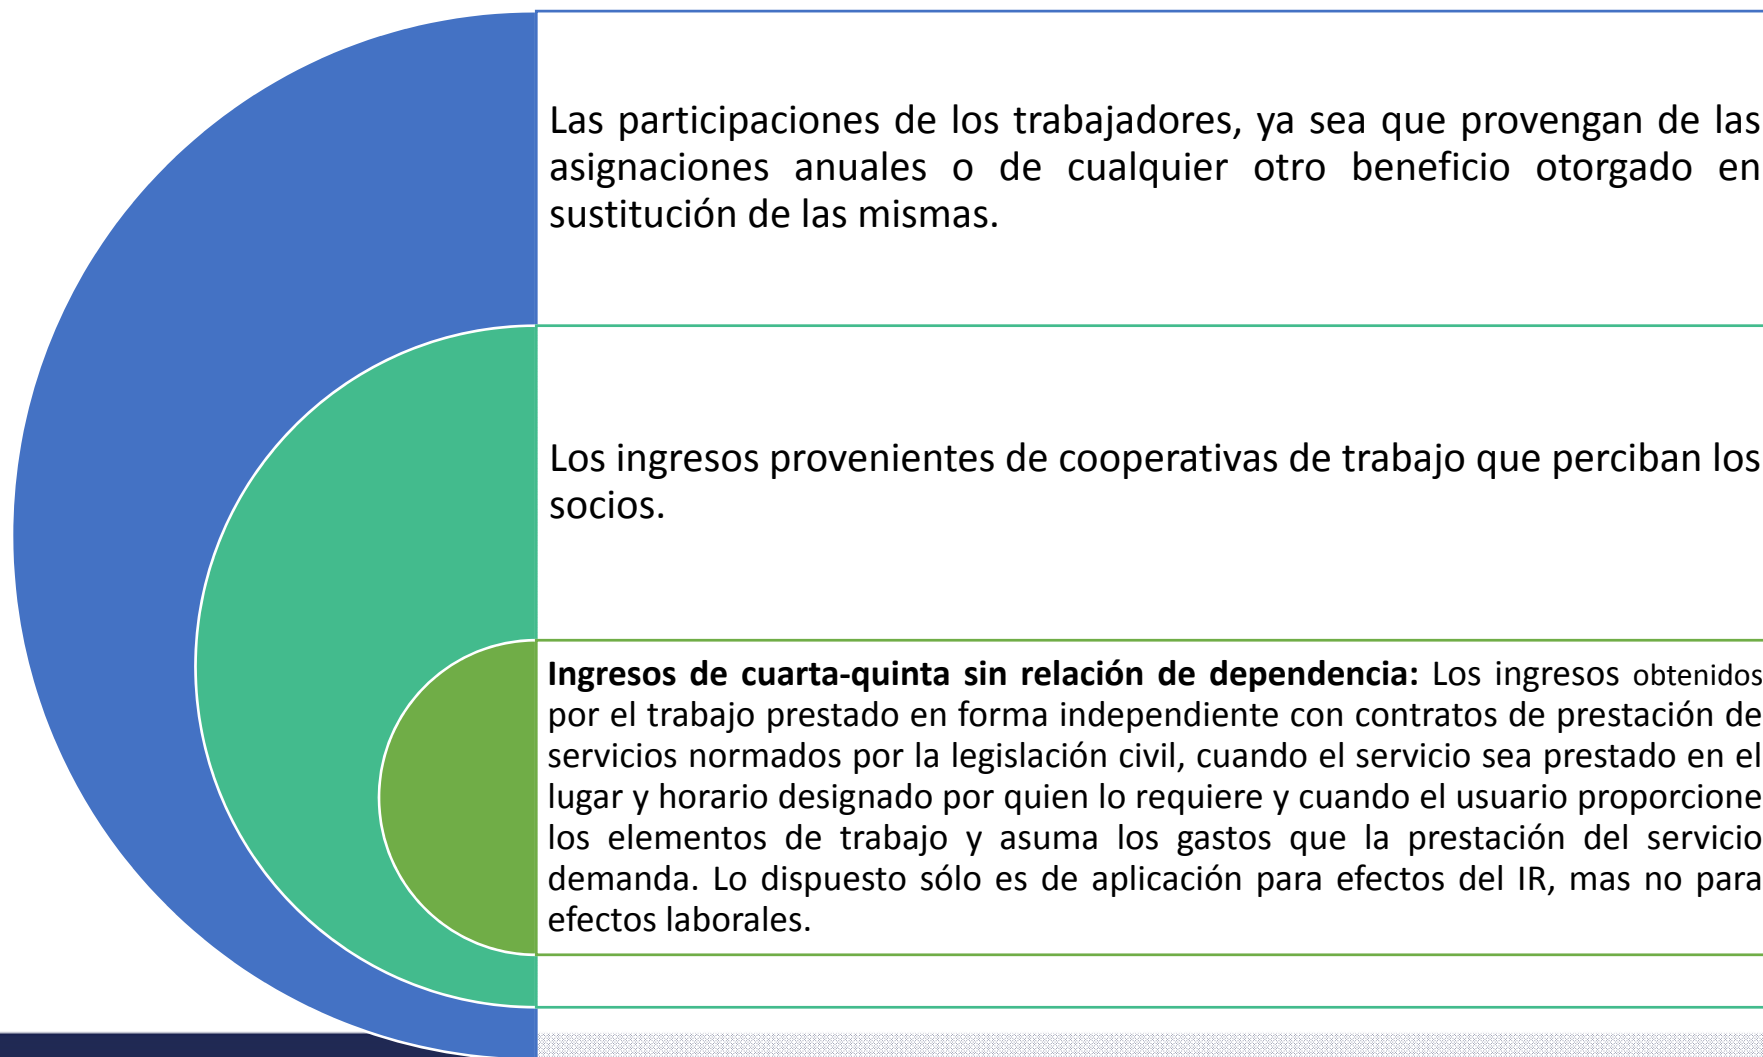 Las participaciones de los trabajadores, ya sea que provengan de las
asignaciones anuales o de cualquier otro beneficio otorgado en
sustitución de las mismas.
Los ingresos provenientes de cooperativas de trabajo que perciban los
socios.
Ingresos de cuarta-quinta sin relación de dependencia: Los ingresos obtenidos
por el trabajo prestado en forma independiente con contratos de prestación de
servicios normados por la legislación civil, cuando el servicio sea prestado en el
lugar y horario designado por quien lo requiere y cuando el usuario proporcione
los elementos de trabajo y asuma los gastos que la prestación del servicio
demanda. Lo dispuesto sólo es de aplicación para efectos del IR, mas no para
efectos laborales.